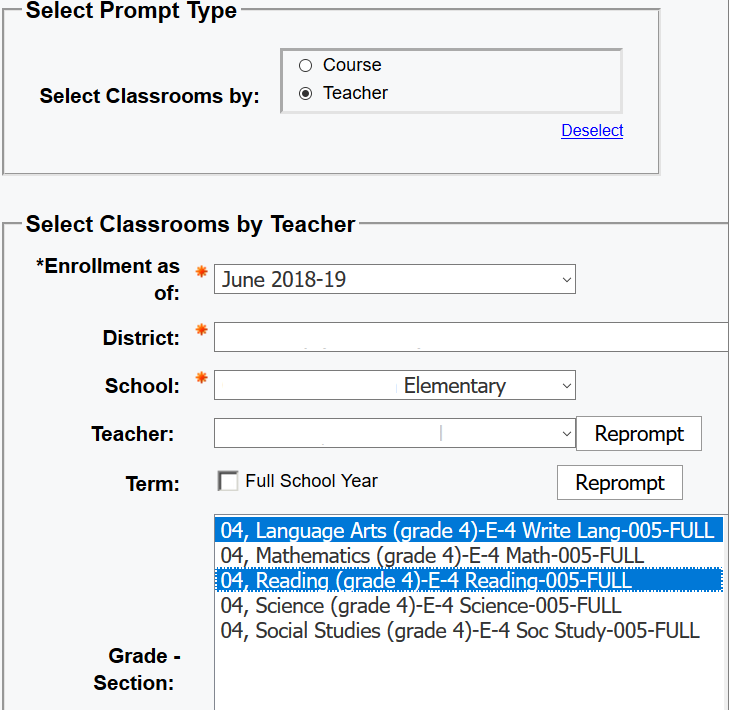 Select Prompt Type
Course
Select Classrooms by:
Teacher
Deselect
Select Classrooms by Teacher
*Enrollment as of:
June 2018-19
District:
School:
Elementary
Teacher:
Reprompt
Term:
Full School Year
Reprompt
04, Language Arts (grade 4)-E-4 Write Lang-005-FULL
04, Mathematics (grade 4)-E-4 Math-005-FULL
04, Reading (grade 4)-E-4 Reading-005-FULL
04, Science (grade 4)-E-4 Science-005-FULL
04, Social Studies (grade 4)-E-4 Soc Study-005-FULL
Grade -
Section: